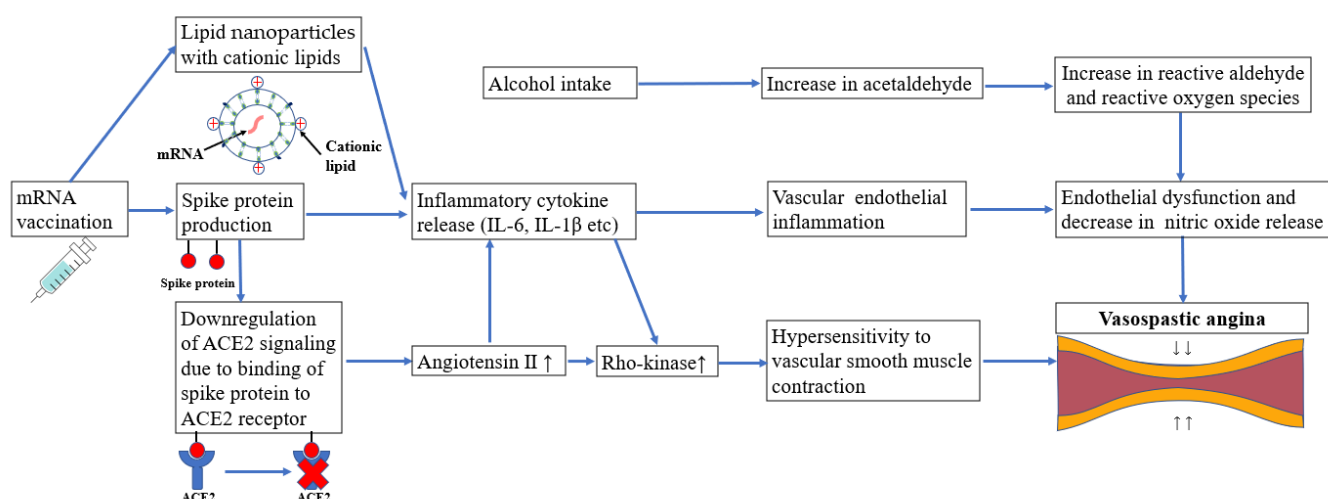 Lipid nanoparticles
with cationic lipids
mRNA
Cationic
lipid
Alcohol intake
Increase in acetaldehyde
Increase in reactive aldehyde
and reactive oxygen species
mRNA
vaccination
Spike protein
production
Spike protein
Inflammatory cytokine
release (IL-6, IL-1β etc)
Vascular endothelial
inflammation
Endothelial dysfunction and
decrease in nitric oxide release
Downregulation
of ACE2 signaling
due to binding of
spike protein to
ACE2 receptor
ACE2
ACE2
Angiotensin II ↑
Rho-kinase↑
Hypersensitivity to
vascular smooth muscle
contraction
Vasospastic angina
↓↓
↑↑